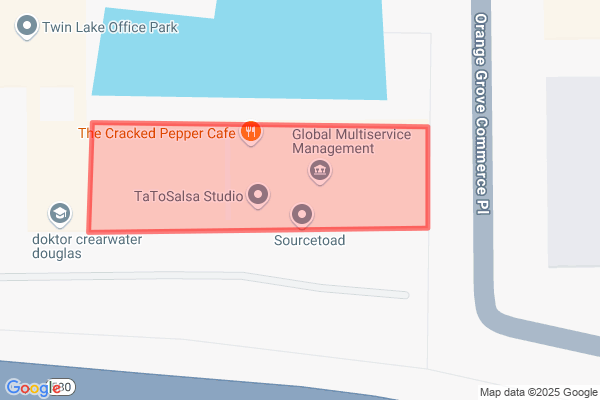 Twin Lake Office Park
Orange Grove Commerce Pl
The Cracked Pepper Cafe
Global Multiservice
Management
TaToSalsa Studio
doktor crearwater
douglas
Sourcetoad
Google
Map data ©2025 Google